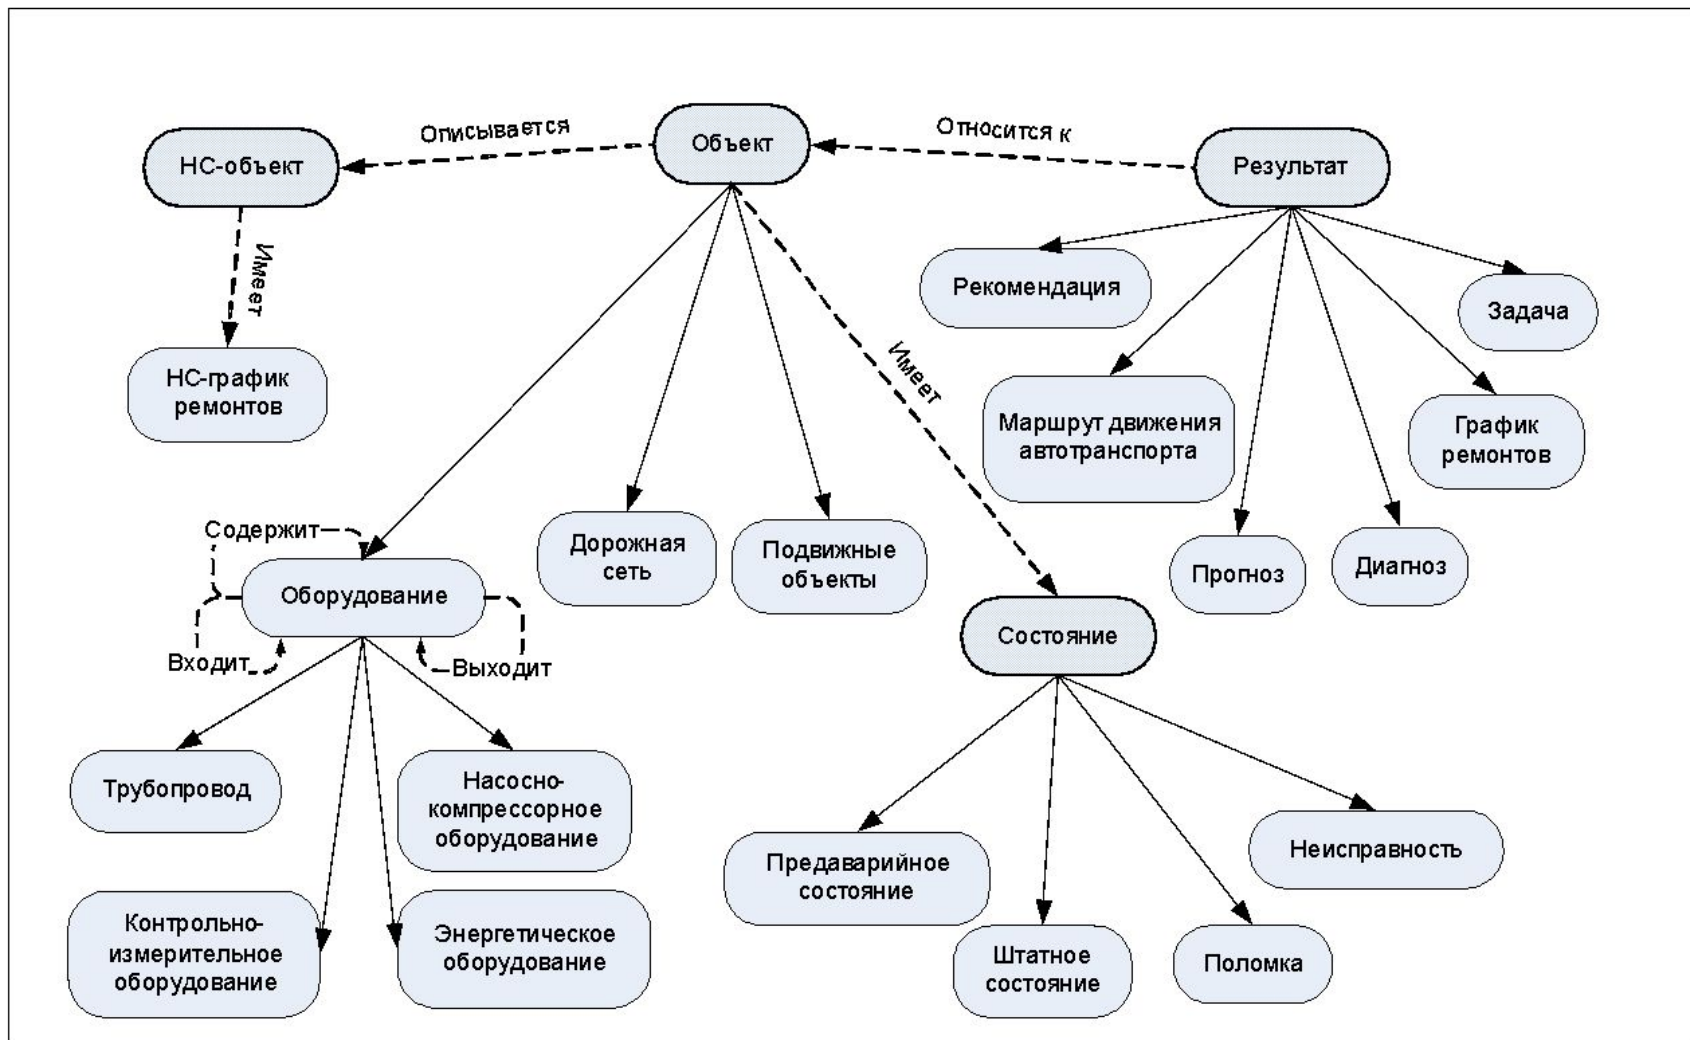 Описывается
Объект
Относится к
НС-объект
Результат
Имеет
Рекомендация
Задача
НС-график
ремонтов
Имеет
Маршрут движения
автотранспорта
График
ремонтов
Содержит
Дорожная
сеть
Подвижные
объекты
Прогноз
Диагноз
Оборудование
Входит
Выходит
Состояние
Трубопровод
Насосно-
компрессорное
оборудование
Предаварийное
состояние
Неисправность
Контрольно-
измерительное
оборудование
Энергетическое
оборудование
Штатное
состояние
Поломка